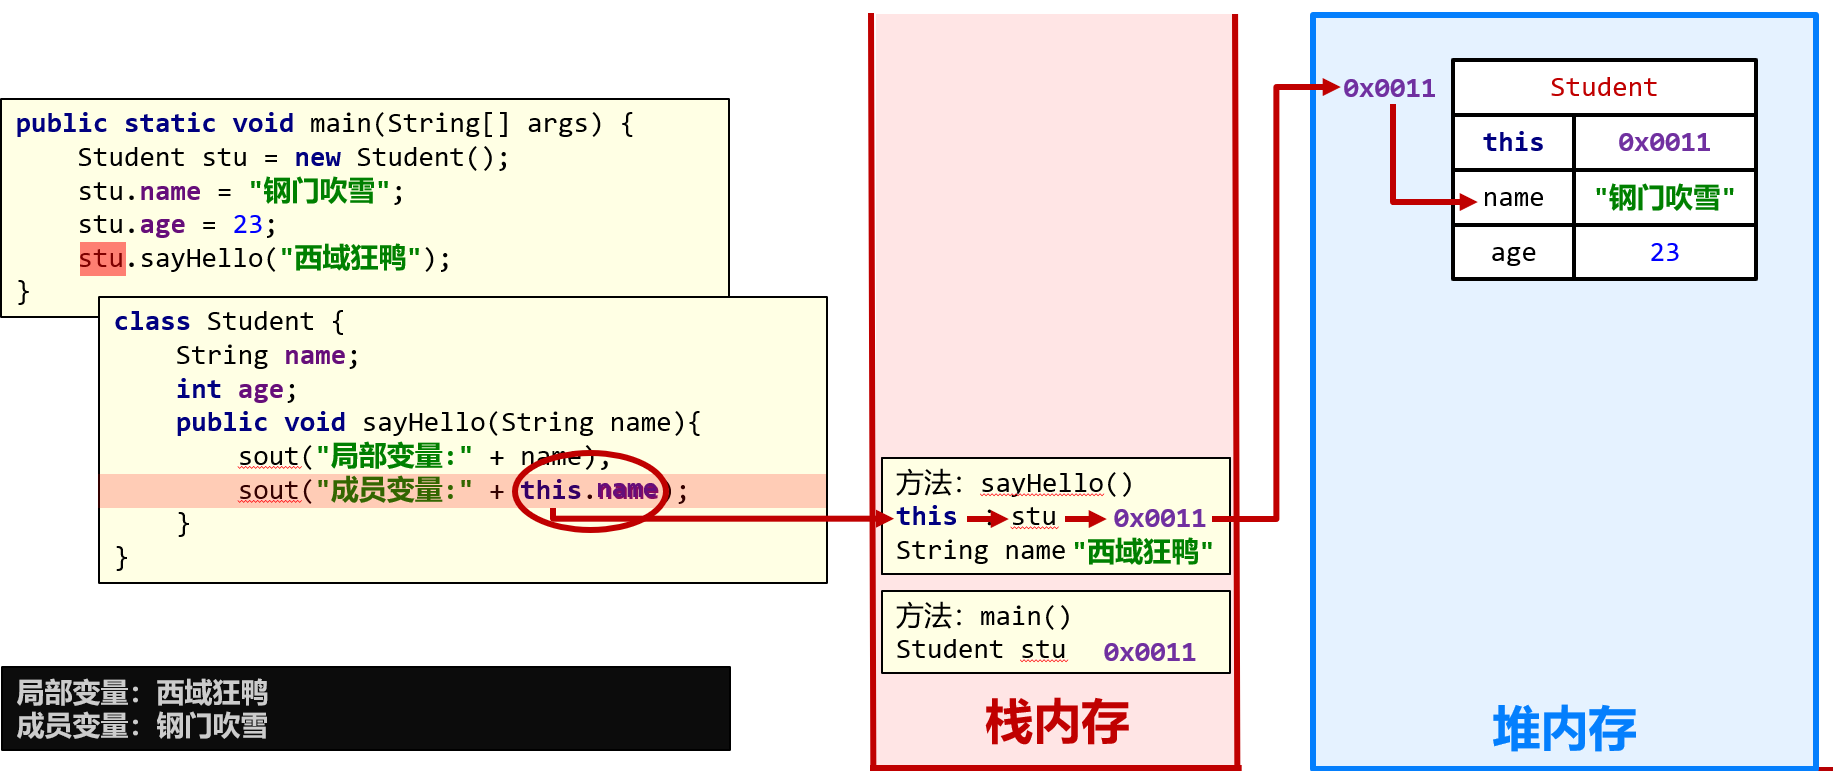 public static void main(String[] args) {
    Student stu = new Student();
    stu.name = "钢门吹雪";
    stu.age = 23;
    stu.sayHello("西域狂鸭");
}
class Student {
    String name;
    int age;
    public void sayHello(String name){
        sout("局部变量:" + name);
        sout("成员变量:" + this.name);
    }
}
局部变量：西域狂鸭
成员变量：钢门吹雪
方法：sayHello()
this : stu 0x0011
String name "西域狂鸭"
方法：main()
Student stu 0x0011
栈内存
0x0011
Student
this 0x0011
name "钢门吹雪"
age 23
堆内存